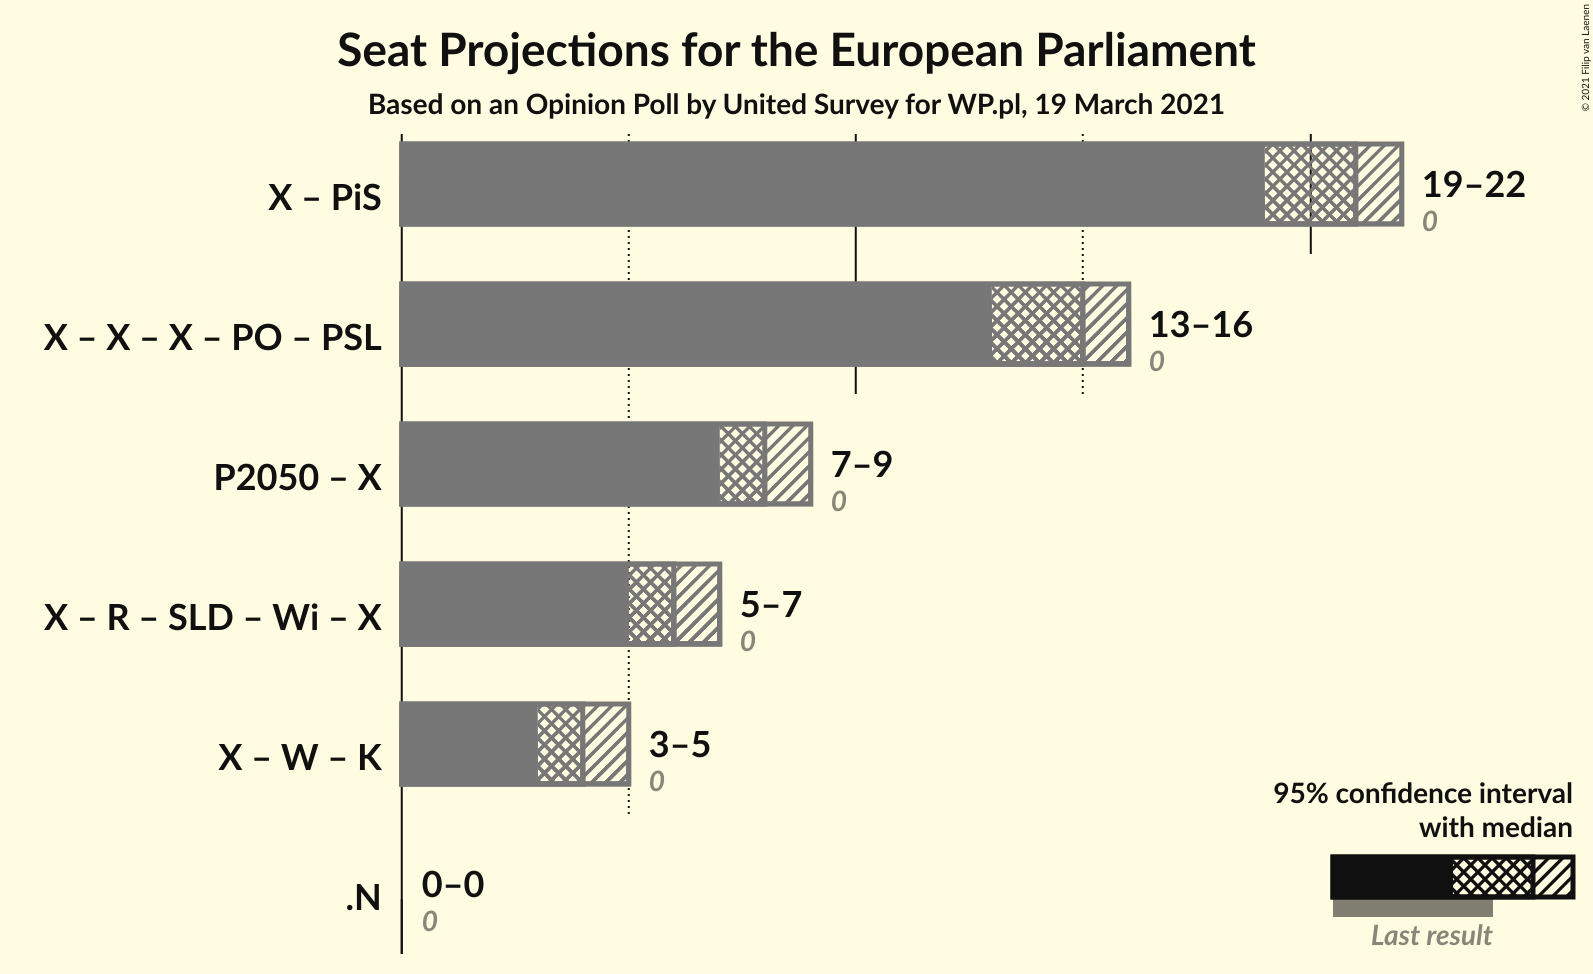 Seat Projections for the European Parliament
Based on an Opinion Poll by United Survey for WP.pl, 19 March 2021
© 2021 Filip van Laenen
X – PiS
19–22
0
X – X – X – PO – PSL
13–16
0
P2050 – X
7–9
0
X – R – SLD – Wi – X
5–7
0
X – W – K
3–5
0
.N
0–0
0
95% confidence interval
with median
Last result